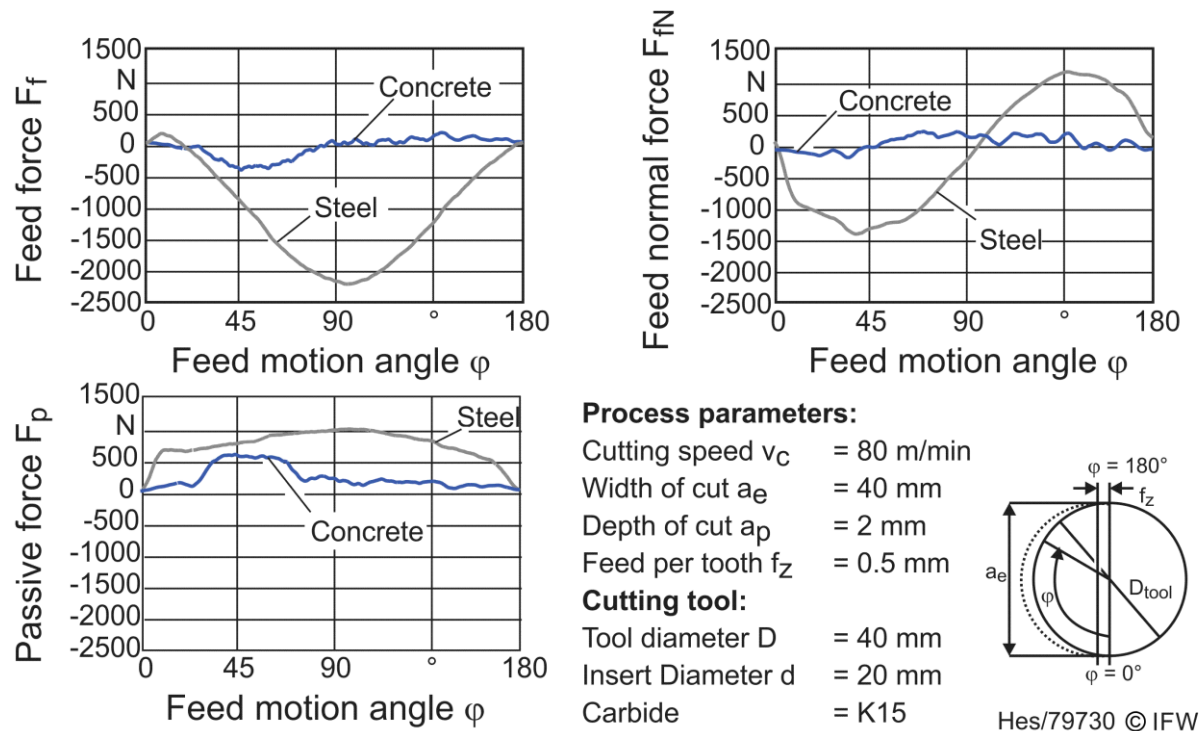 Feed force Ff
1500
N
500
0
-500
-1000
-1500
-2000
-2500
Concrete
Steel
0 45 90 ° 180
Feed motion angle φ
Feed normal force FfN
1500
N
500
0
-500
-1000
-1500
-2000
-2500
Concrete
Steel
0 45 90 ° 180
Feed motion angle φ
Passive force Fp
1500
N
500
0
-500
-1000
-1500
-2000
-2500
Steel
Concrete
0 45 90 ° 180
Feed motion angle φ
Process parameters:
Cutting speed vc = 80 m/min
Width of cut ae = 40 mm
Depth of cut ap = 2 mm
Feed per tooth fz = 0.5 mm
Cutting tool:
Tool diameter D = 40 mm
Insert Diameter d = 20 mm
Carbide = K15
φ = 180°
fz
ae
φ
Dtool
φ = 0°
Hes/79730 © IFW